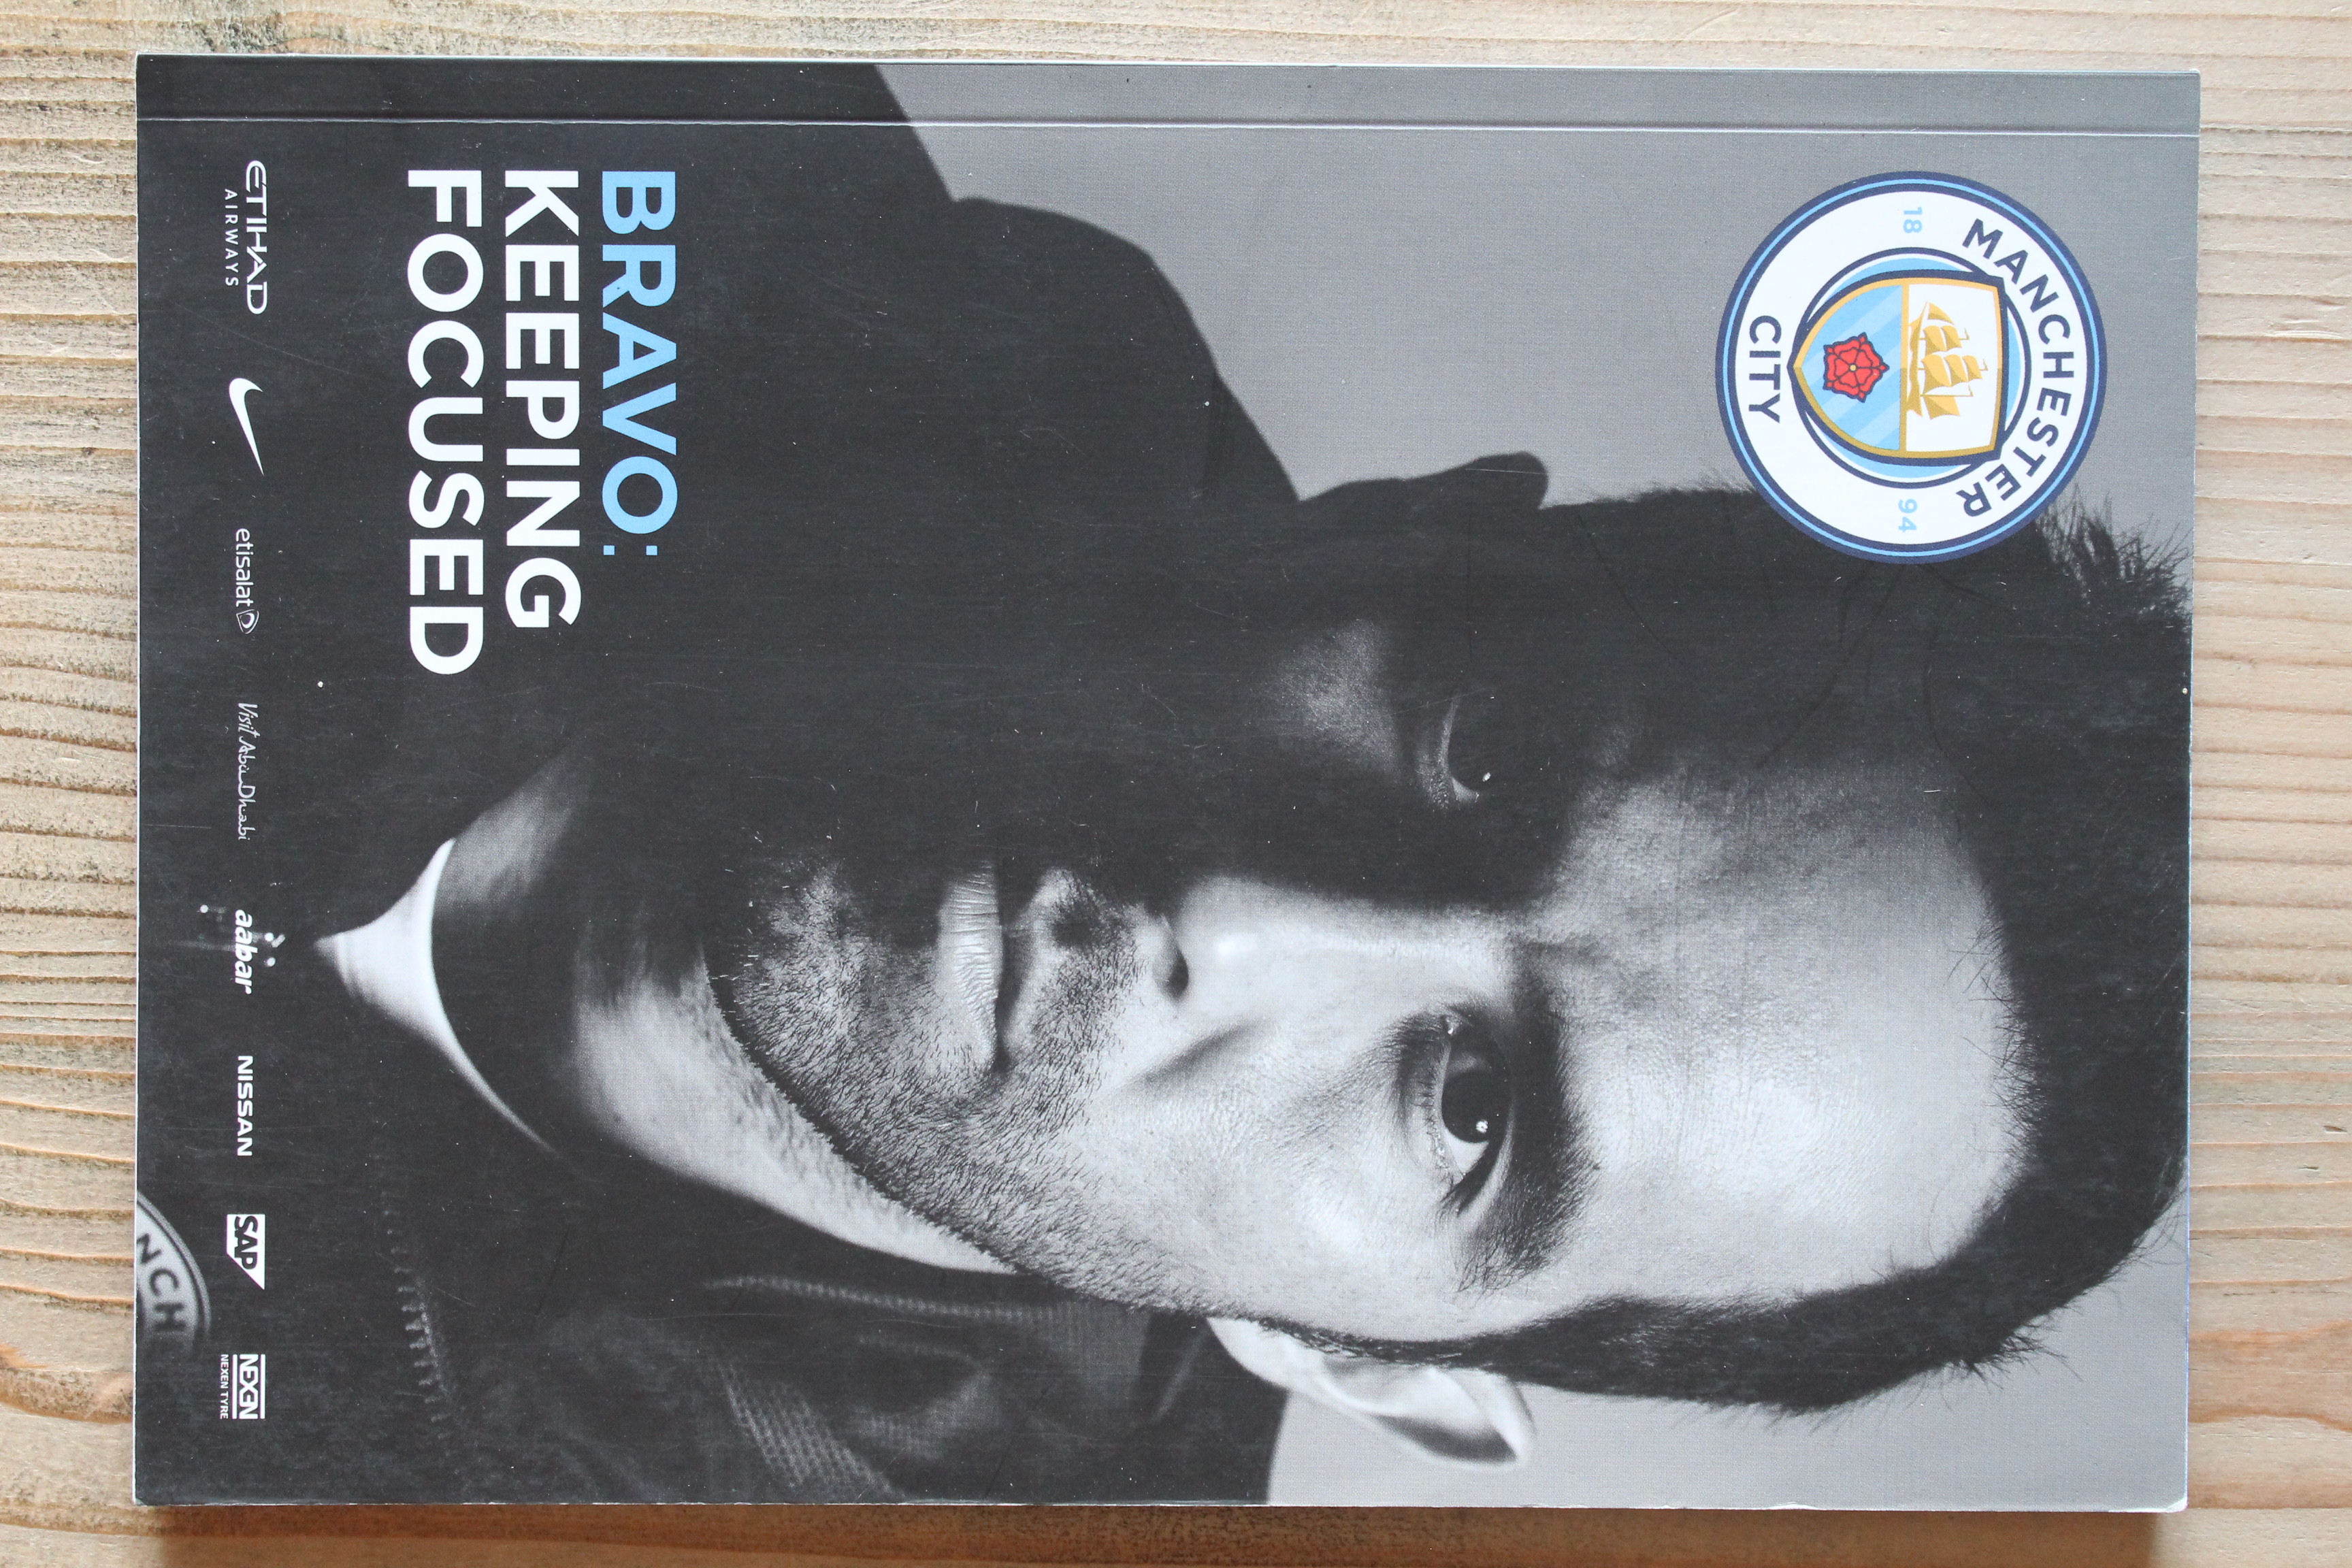 MANCHESTER
18 94
CITY
BRAVO:
KEEPING
FOCUSED
ETIHAD
AIRWAYS
etisalat
Visit Abu Dhabi
aabar
NISSAN
SAP
NEXEN
NEXEN TYRE
NCH